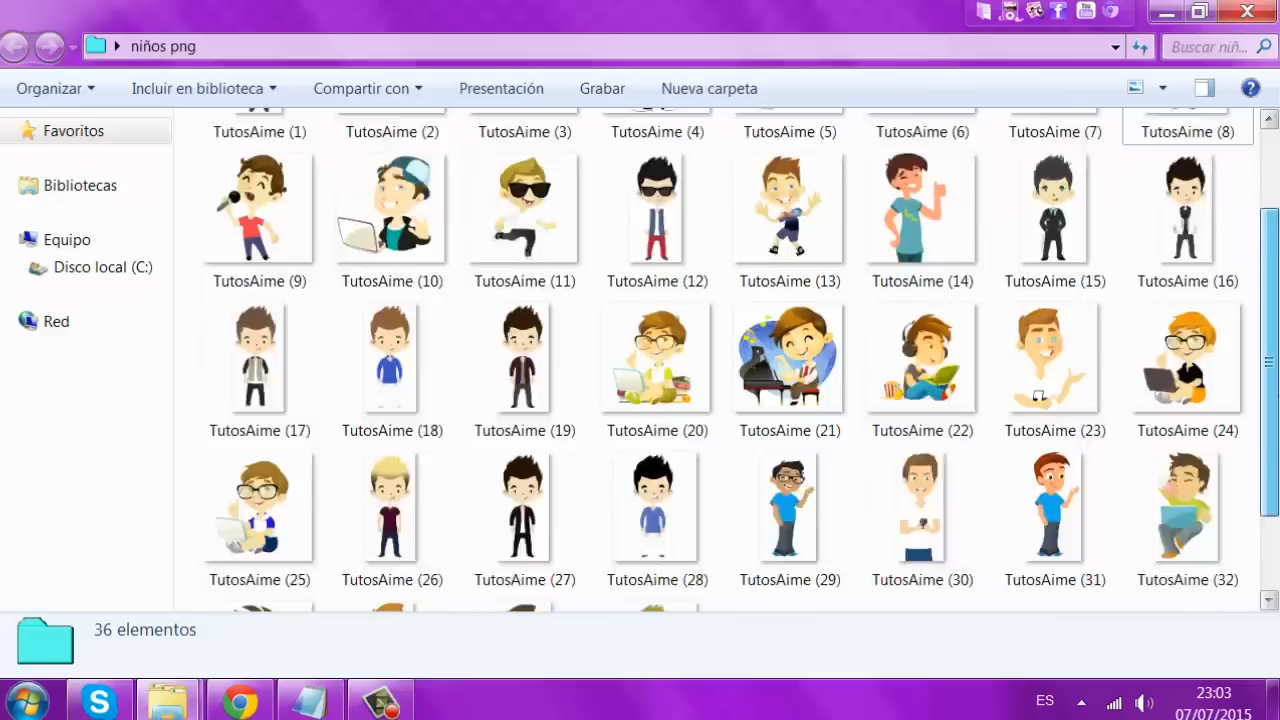 niños png
Buscar niñ...
Organizar
Incluir en biblioteca
Compartir con
Presentación
Grabar
Nueva carpeta
Favoritos
Bibliotecas
Equipo
Disco local (C:)
Red
TutosAime (1)
TutosAime (2)
TutosAime (3)
TutosAime (4)
TutosAime (5)
TutosAime (6)
TutosAime (7)
TutosAime (8)
TutosAime (9)
TutosAime (10)
TutosAime (11)
TutosAime (12)
TutosAime (13)
TutosAime (14)
TutosAime (15)
TutosAime (16)
TutosAime (17)
TutosAime (18)
TutosAime (19)
TutosAime (20)
TutosAime (21)
TutosAime (22)
TutosAime (23)
TutosAime (24)
TutosAime (25)
TutosAime (26)
TutosAime (27)
TutosAime (28)
TutosAime (29)
TutosAime (30)
TutosAime (31)
TutosAime (32)
36 elementos
ES
23:03
07/07/2015